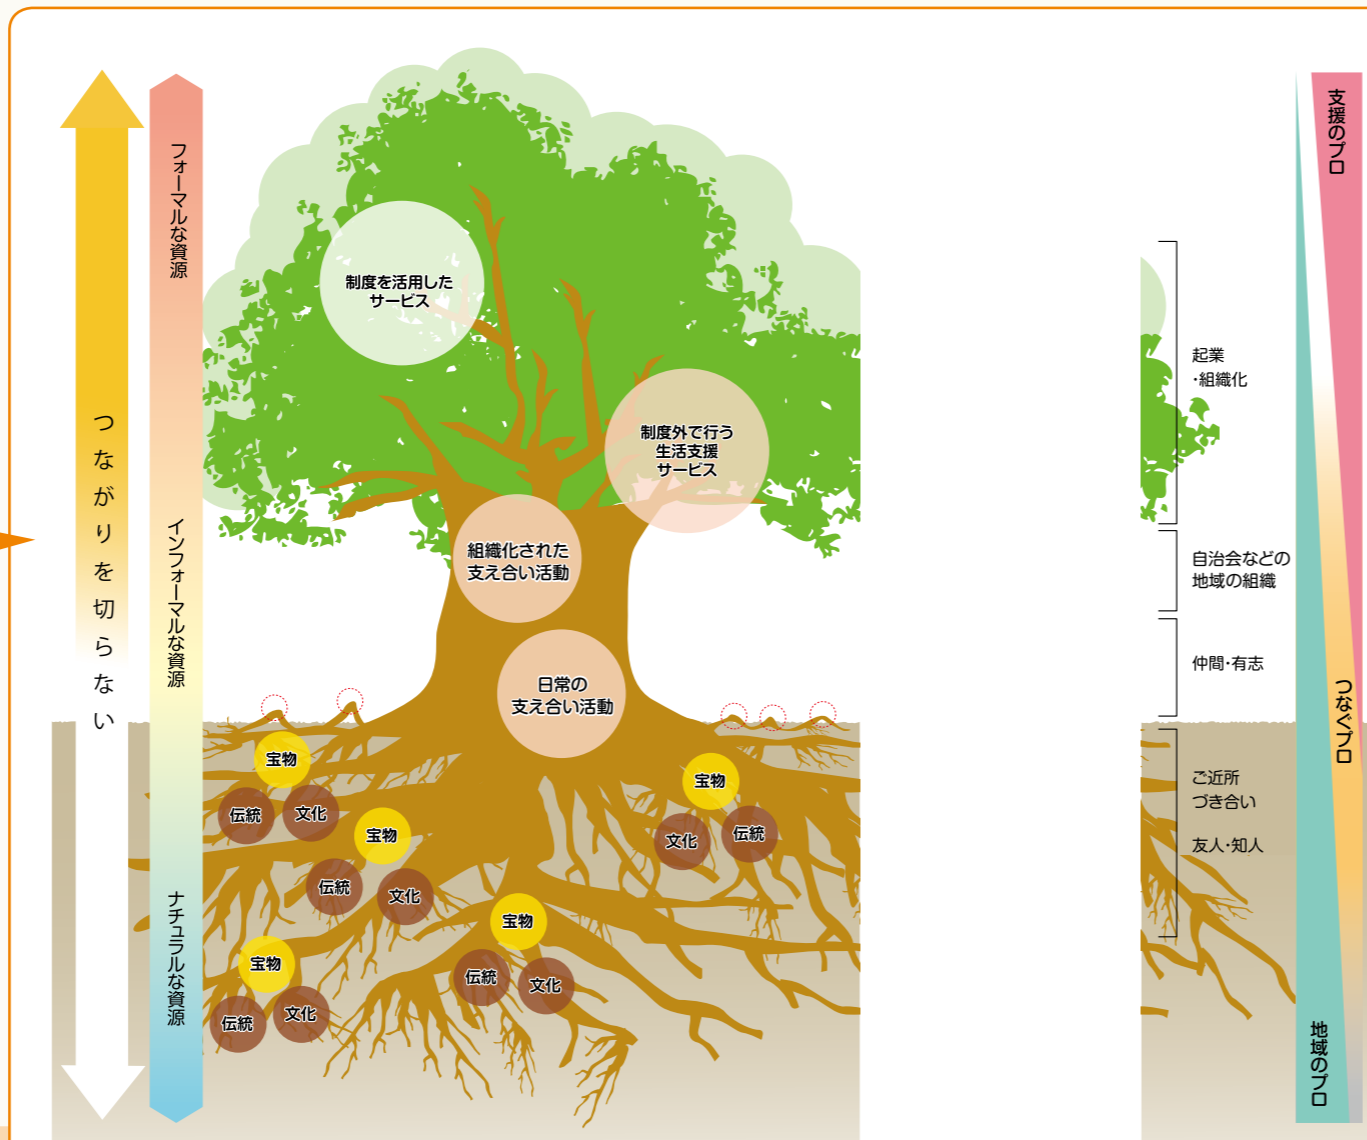 つながりを切らない
フォーマルな資源
インフォーマルな資源
ナチュラルな資源
制度を活用した
サービス
制度外で行う
生活支援
サービス
組織化された
支え合い活動
日常の
支え合い活動
宝物
伝統
文化
宝物
伝統
文化
宝物
文化
伝統
宝物
伝統
文化
宝物
伝統
文化
起業
・組織化
自治会などの
地域の組織
仲間・有志
ご近所
づき合い
友人・知人
支援のプロ
つなぐプロ
地域のプロ